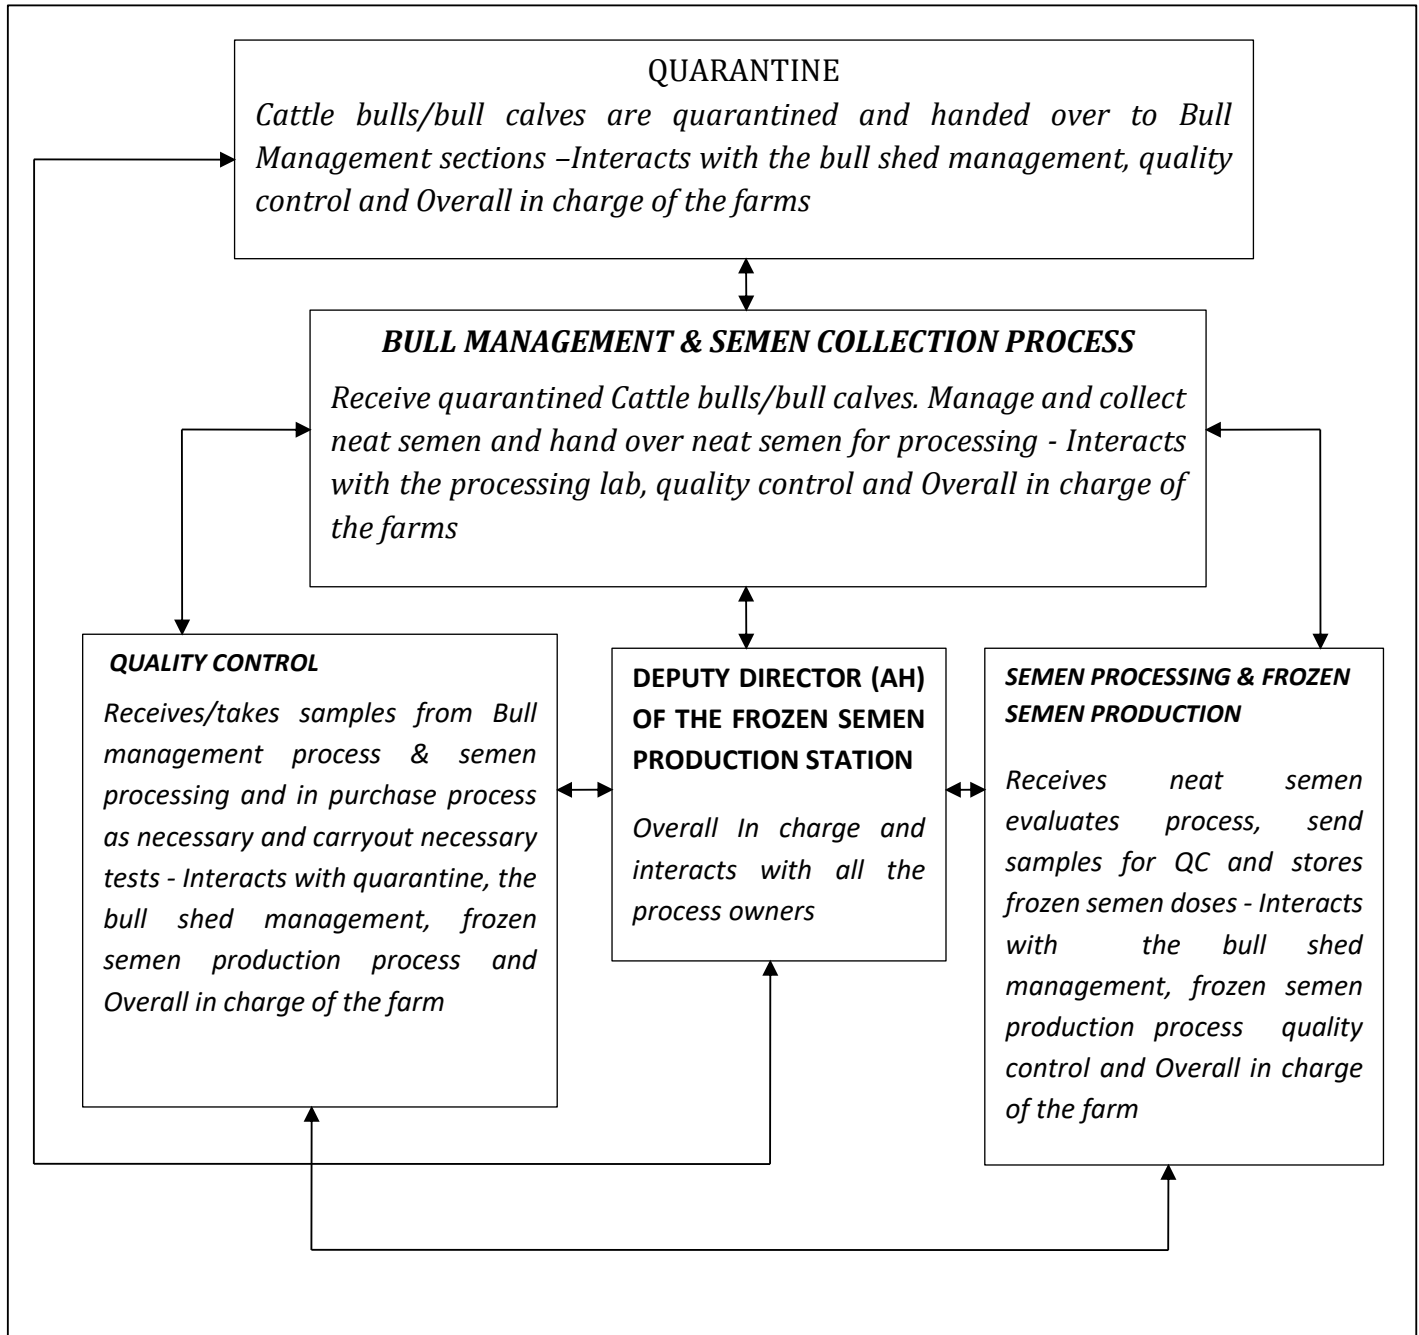 QUARANTINE
Cattle bulls/bull calves are quarantined and handed over to Bull
Management sections –Interacts with the bull shed management, quality
control and Overall in charge of the farms
BULL MANAGEMENT & SEMEN COLLECTION PROCESS
Receive quarantined Cattle bulls/bull calves. Manage and collect
neat semen and hand over neat semen for processing - Interacts
with the processing lab, quality control and Overall in charge of
the farms
QUALITY CONTROL
Receives/takes samples from Bull
management process & semen
processing and in purchase process
as necessary and carryout necessary
tests - Interacts with quarantine, the
bull shed management, frozen
semen production process and
Overall in charge of the farm
DEPUTY DIRECTOR (AH)
OF THE FROZEN SEMEN
PRODUCTION STATION
Overall In charge and
interacts with all the
process owners
SEMEN PROCESSING & FROZEN
SEMEN PRODUCTION
Receives neat semen
evaluates process, send
samples for QC and stores
frozen semen doses - Interacts
with the bull shed
management, frozen semen
production process quality
control and Overall in charge
of the farm